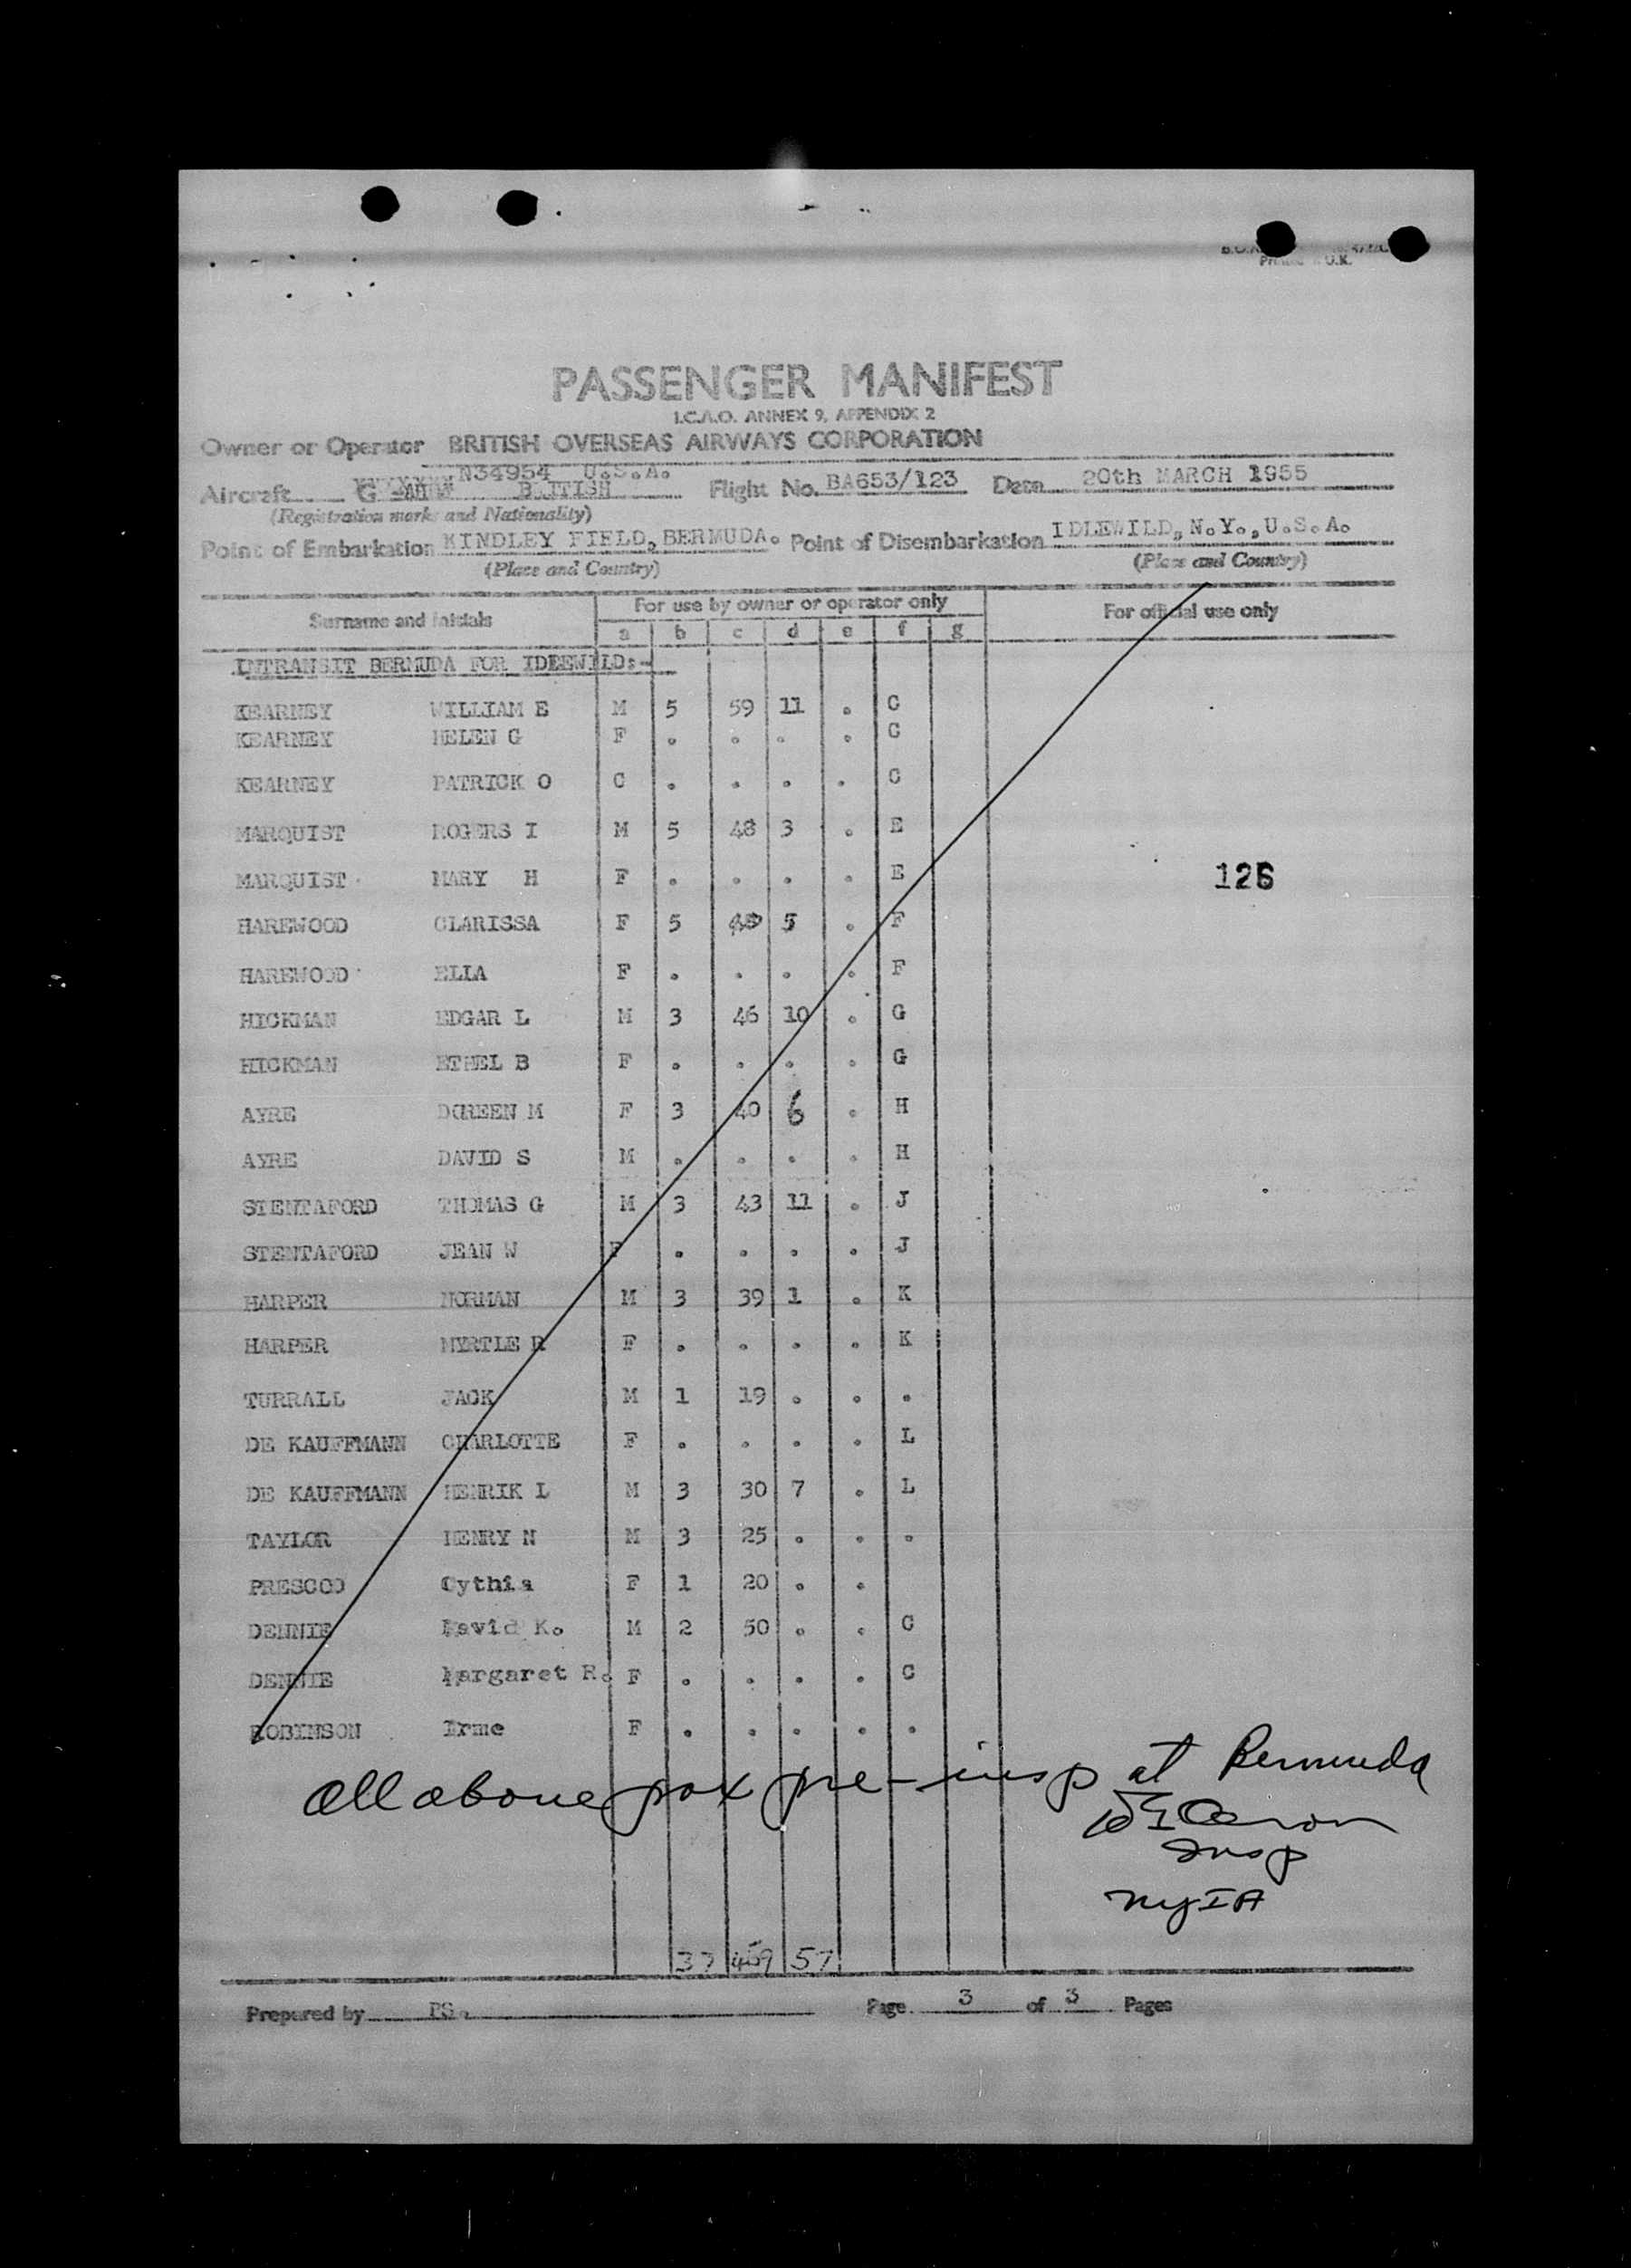 U.K.
PASSENGER MANIFEST
I.C.A.O. ANNEX 9, APPENDIX 2
Owner or Operator BRITISH OVERSEAS AIRWAYS CORPORATION
N34954 U.S.A.
Aircraft G- BRITISH Flight No. BA653/123 Date 20th MARCH 1955
(Registration marks and Nationality)
Point of Embarkation KINDLEY FIELD, BERMUDA. Point of Disembarkation IDLEWILD, N.Y., U.S.A.
(Place and Country) (Place and Country)
Surname and initials For use by owner or operator only For official use only
a b c d e f g
INTRANSIT BERMUDA FOR IDLEWILD:-
KEARNEY WILLIAM E M 5 59 11 . C
KEARNEY HELEN G F . . . . C
KEARNEY PATRICK O C . . . . C
MARQUIST ROGERS I M 5 48 3 . E
MARQUIST MARY H F . . . . E
126
HAREWOOD CLARISSA F 5 5 . F
HAREWOOD ELLA F . . . . F
HICKMAN EDGAR L M 3 46 10 . G
HICKMAN ETHEL B F . . . . G
AYRE DOREEN M F 3 40 6 . H
AYRE DAVID S M . . . . H
STENTAFORD THOMAS G M 3 43 11 . J
STENTAFORD JEAN W F . . . . J
HARPER NORMAN M 3 39 1 . K
HARPER MYRTLE R F . . . . K
TURRALL JACK M 1 19 . . .
DE KAUFFMANN CHARLOTTE F . . . . L
DE KAUFFMANN HENRIK L M 3 30 7 . L
TAYLOR HENRY N M 3 25 . . .
PRESCOD Cythia F 1 20 . .
DENNIE David K. M 2 50 . . C
DENNIE Margaret R. F . . . . C
ROBINSON Irme F . . . . .
All above pax pre-insp at Bermuda
Insp
NYIA
37 459 57
Prepared by PS. Page 3 of 3 Pages